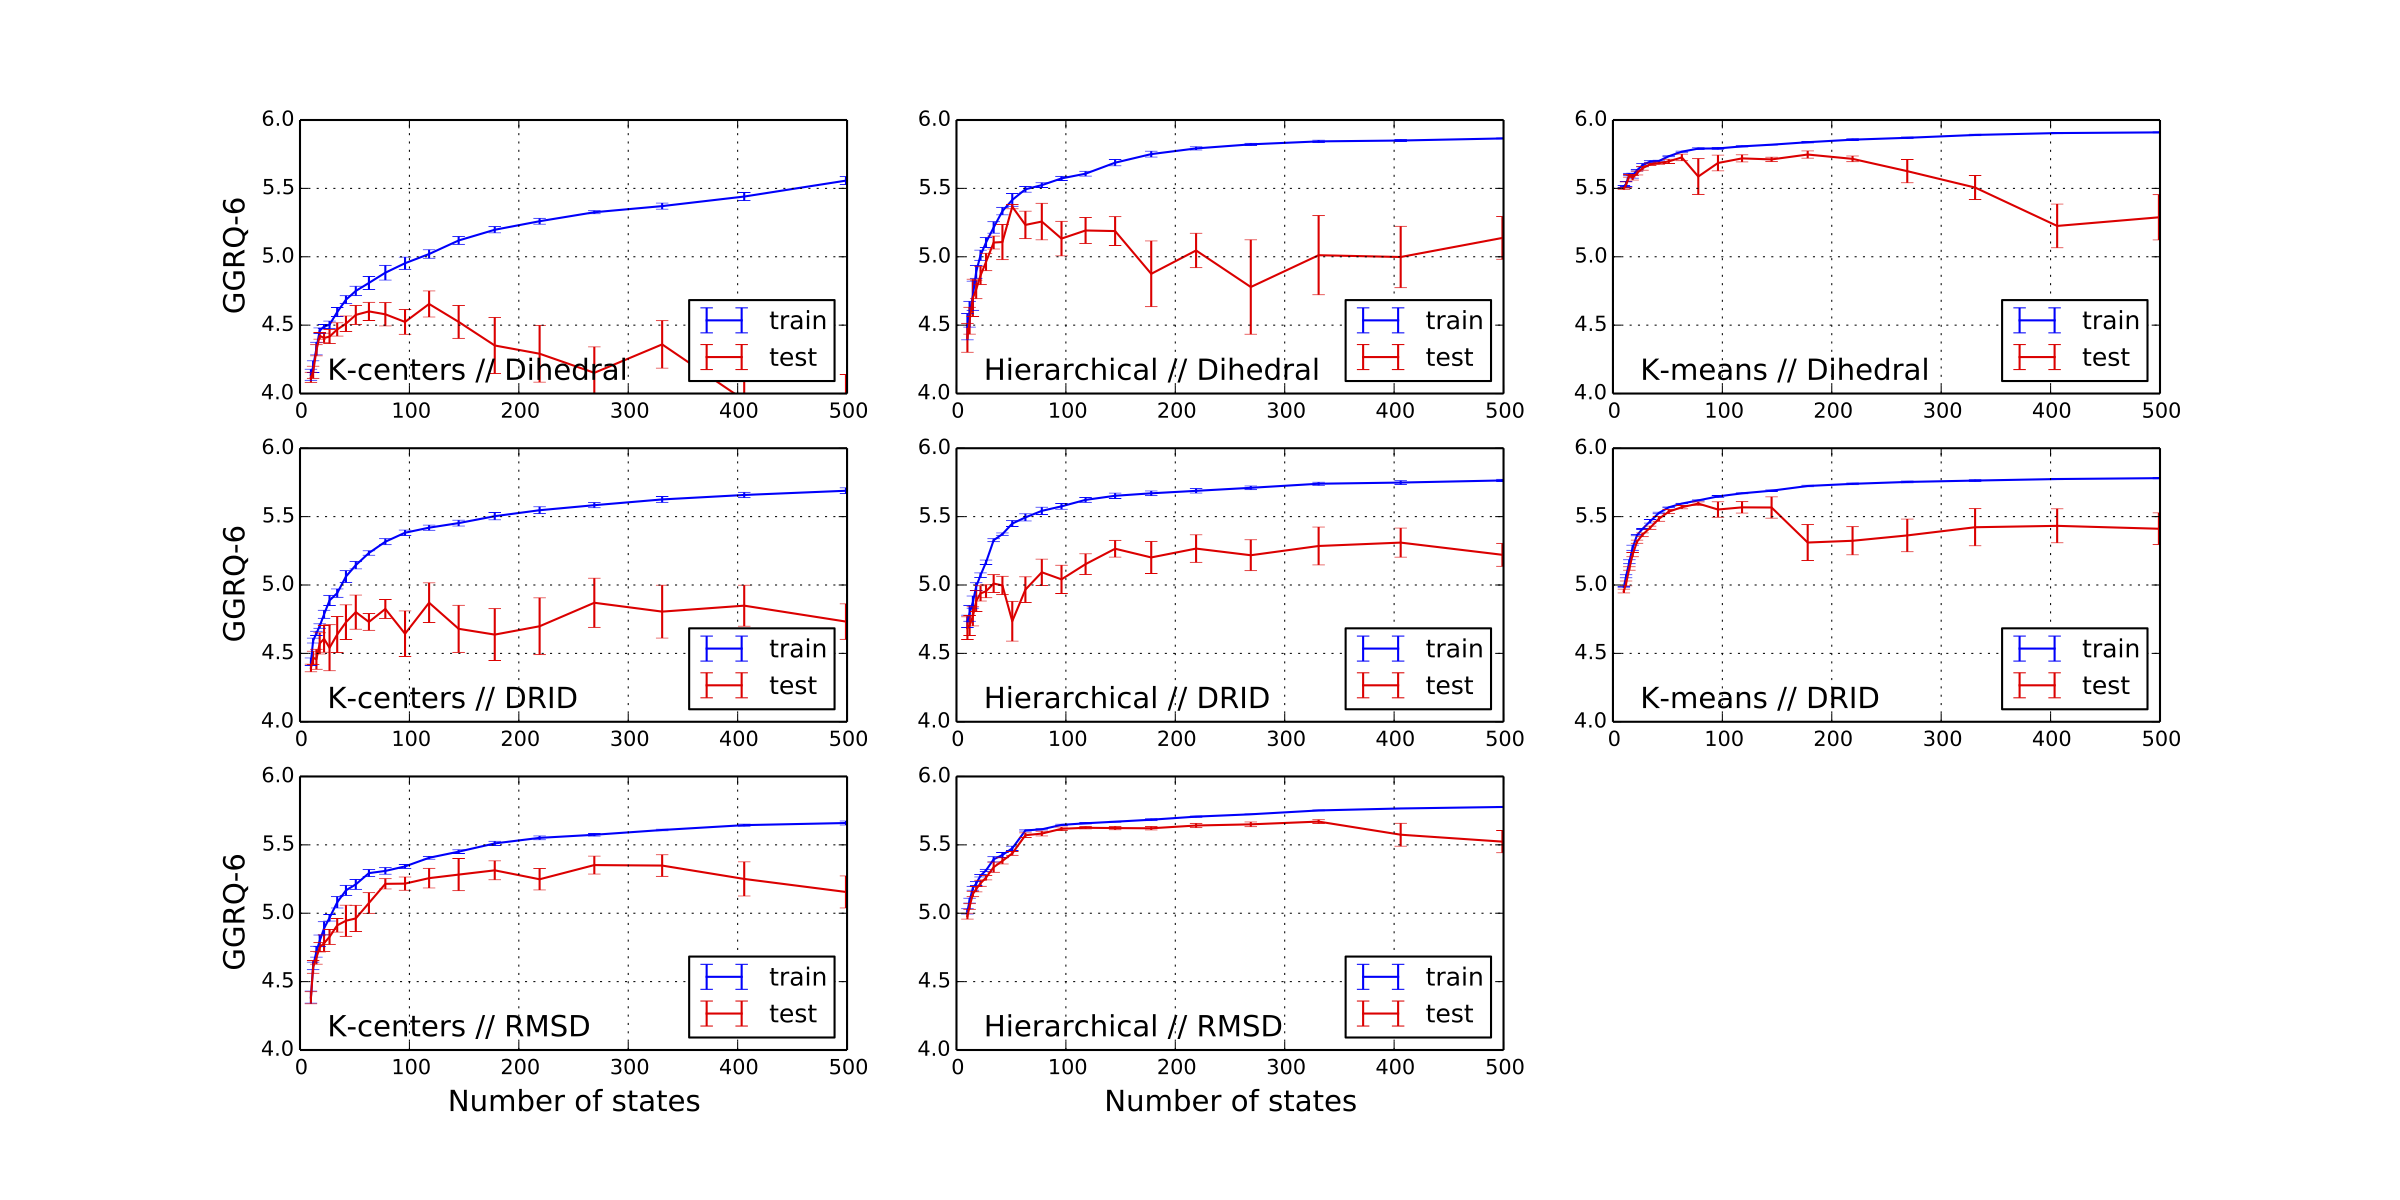 6.0
5.5
5.0
4.5
4.0
GGRQ-6
K-centers // Dihedral
train
test
0 100 200 300 400 500
6.0
5.5
5.0
4.5
4.0
Hierarchical // Dihedral
train
test
0 100 200 300 400 500
6.0
5.5
5.0
4.5
4.0
K-means // Dihedral
train
test
0 100 200 300 400 500
6.0
5.5
5.0
4.5
4.0
GGRQ-6
K-centers // DRID
train
test
0 100 200 300 400 500
6.0
5.5
5.0
4.5
4.0
Hierarchical // DRID
train
test
0 100 200 300 400 500
6.0
5.5
5.0
4.5
4.0
K-means // DRID
train
test
0 100 200 300 400 500
6.0
5.5
5.0
4.5
4.0
GGRQ-6
K-centers // RMSD
train
test
0 100 200 300 400 500
Number of states
6.0
5.5
5.0
4.5
4.0
Hierarchical // RMSD
train
test
0 100 200 300 400 500
Number of states